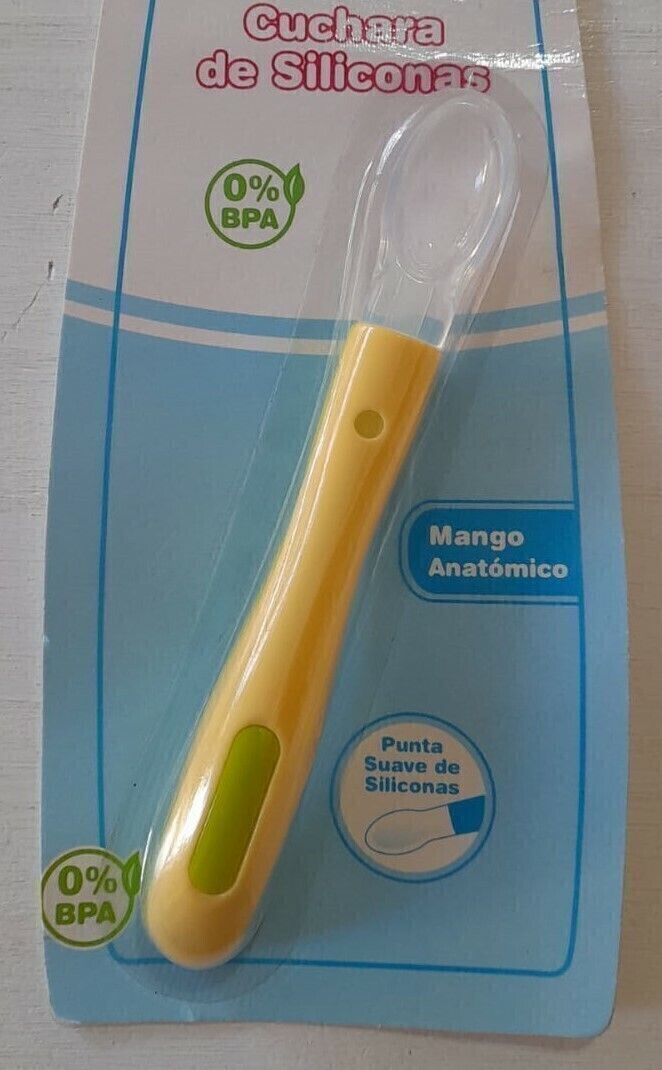 Cuchara
de Siliconas
0%
BPA
Mango
Anatómico
Punta
Suave de
Siliconas
0%
BPA